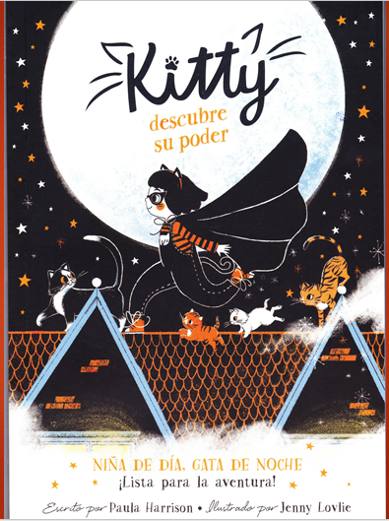 Kitty
descubre
su poder
NIÑA DE DÍA, GATA DE NOCHE
¡Lista para la aventura!
Escrito por Paula Harrison • Ilustrado por Jenny Lovlie